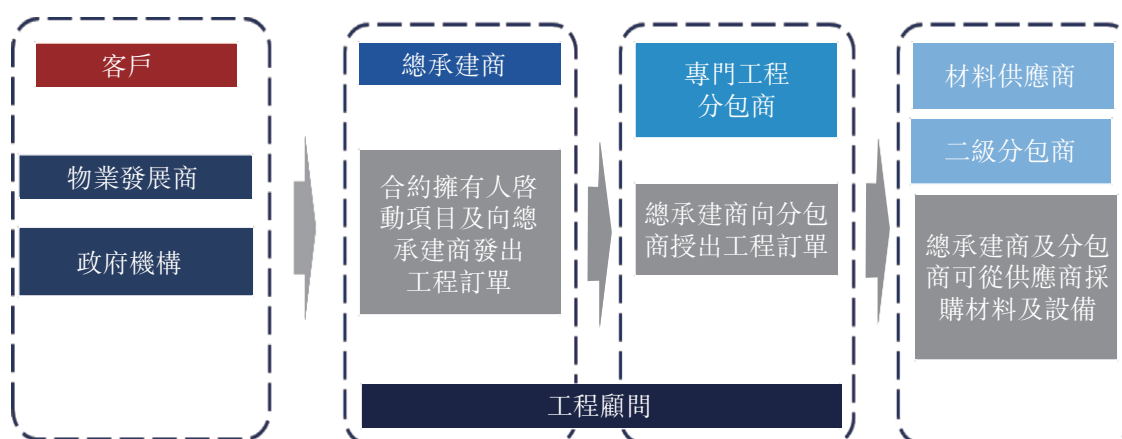 客戶
物業發展商
政府機構
總承建商
合約擁有人啓
動項目及向總
承建商發出
工程訂單
專門工程
分包商
總承建商向分包
商授出工程訂單
材料供應商
二級分包商
總承建商及分包
商可從供應商採
購材料及設備
工程顧問